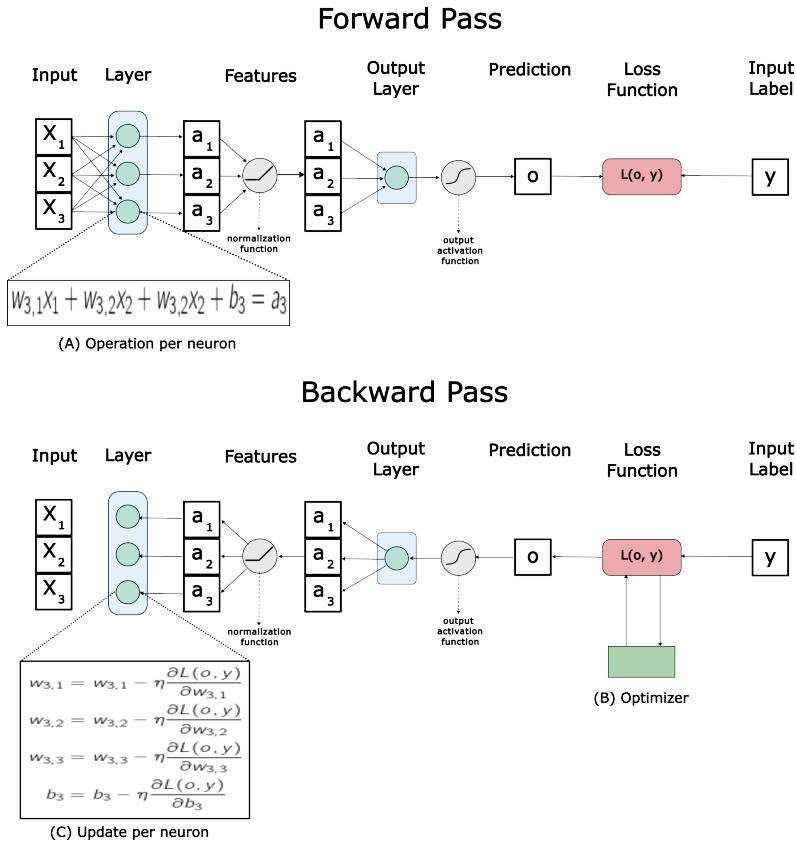 Forward Pass
Input
Layer
Features
Output
Layer
Prediction
Loss
Function
Input
Label
X1
X2
X3
a1
a2
a3
normalization
function
a1
a2
a3
output
activation
function
o
L(o, y)
y
w3,1x1 + w3,2x2 + w3,2x2 + b3 = a3
(A) Operation per neuron
Backward Pass
Input
Layer
Features
Output
Layer
Prediction
Loss
Function
Input
Label
X1
X2
X3
a1
a2
a3
normalization
function
a1
a2
a3
output
activation
function
o
L(o, y)
y
(B) Optimizer
w3,1 = w3,1 − η ∂L(o, y)/∂w3,1
w3,2 = w3,2 − η ∂L(o, y)/∂w3,2
w3,3 = w3,3 − η ∂L(o, y)/∂w3,3
b3 = b3 − η ∂L(o, y)/∂b3
(C) Update per neuron